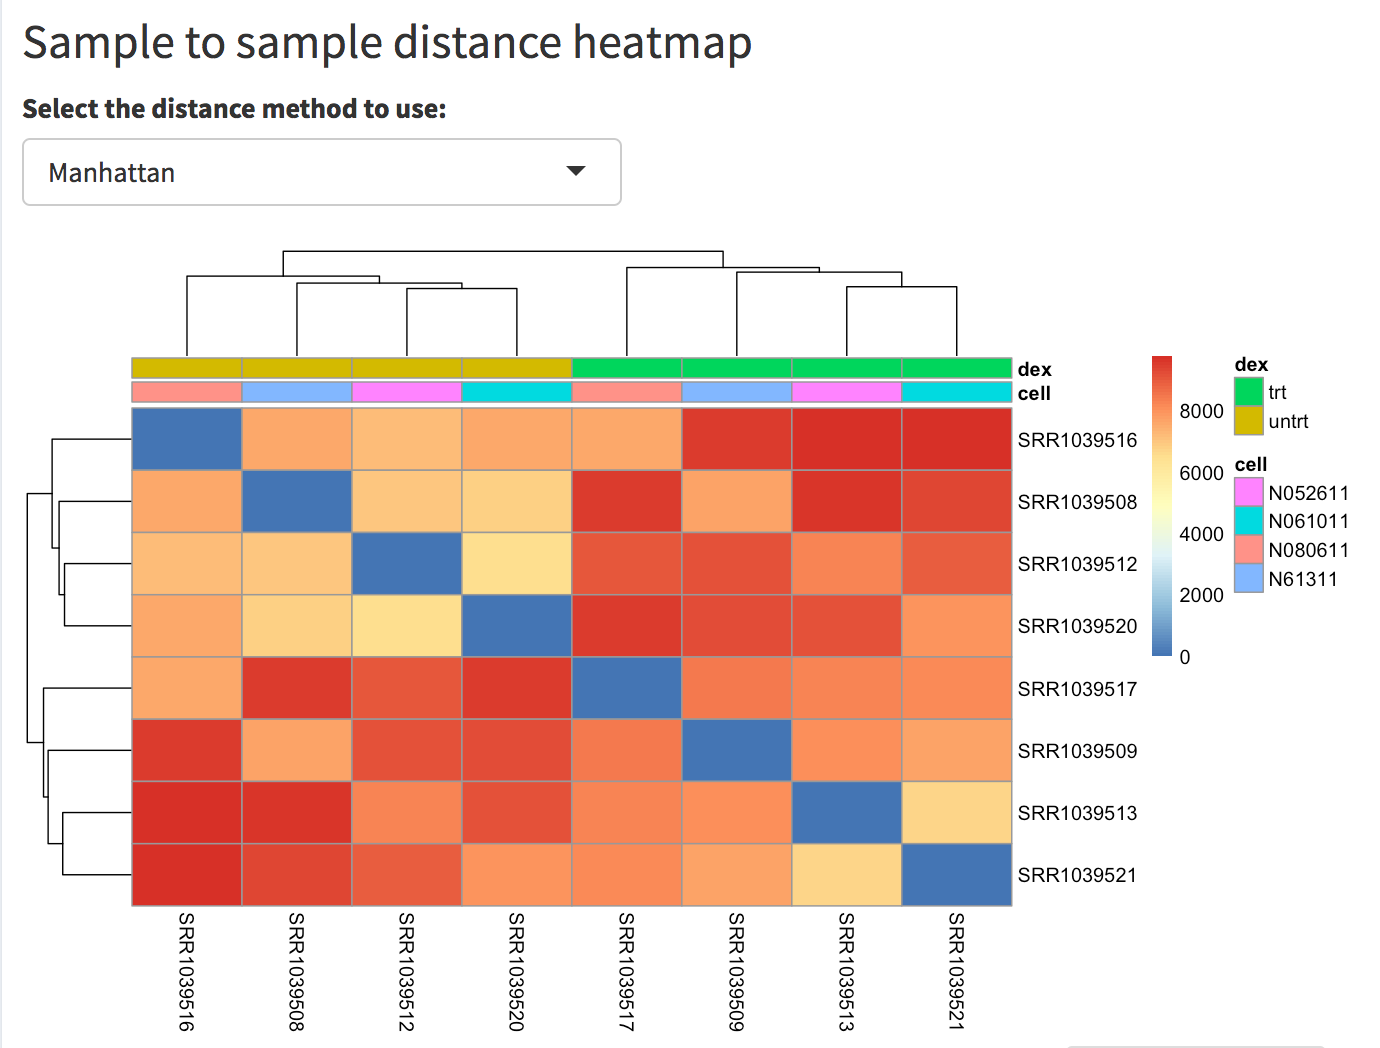 Sample to sample distance heatmap
Select the distance method to use:
Manhattan
dex
cell
SRR1039516
SRR1039508
SRR1039512
SRR1039520
SRR1039517
SRR1039509
SRR1039513
SRR1039521
SRR1039516
SRR1039508
SRR1039512
SRR1039520
SRR1039517
SRR1039509
SRR1039513
SRR1039521
8000
6000
4000
2000
0
dex
trt
untrt
cell
N052611
N061011
N080611
N61311